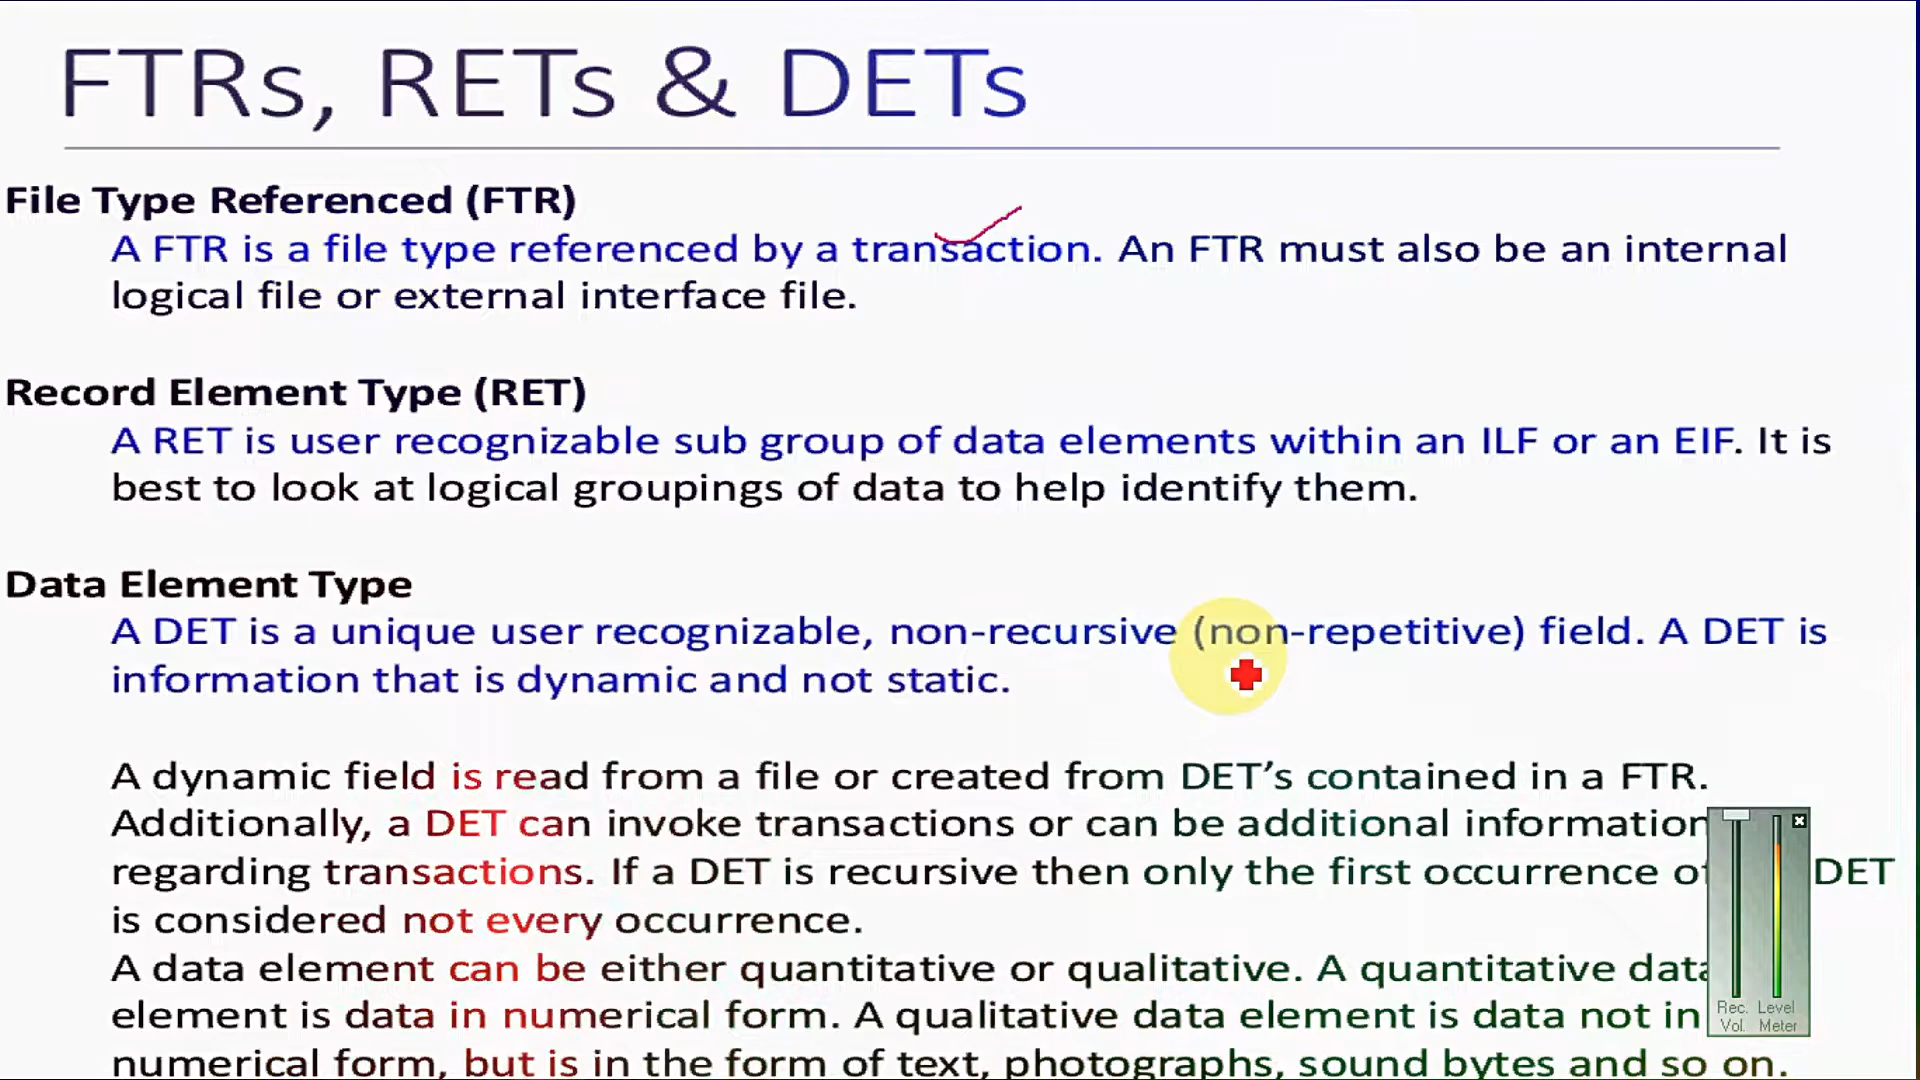 FTRs, RETs & DETs
File Type Referenced (FTR)
A FTR is a file type referenced by a transaction. An FTR must also be an internal
logical file or external interface file.
Record Element Type (RET)
A RET is user recognizable sub group of data elements within an ILF or an EIF. It is
best to look at logical groupings of data to help identify them.
Data Element Type
A DET is a unique user recognizable, non-recursive (non-repetitive) field. A DET is
information that is dynamic and not static.
A dynamic field is read from a file or created from DET’s contained in a FTR.
Additionally, a DET can invoke transactions or can be additional information
regarding transactions. If a DET is recursive then only the first occurrence of DET
is considered not every occurrence.
A data element can be either quantitative or qualitative. A quantitative data
element is data in numerical form. A qualitative data element is data not in
numerical form, but is in the form of text, photographs, sound bytes and so on.
Rec. Level
Vol. Meter